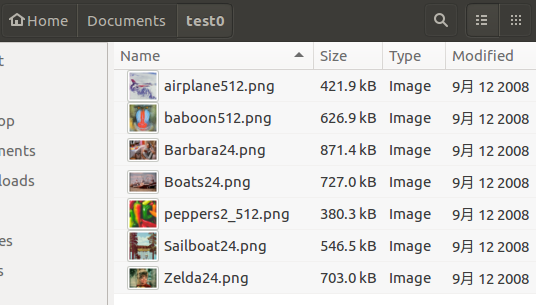 Home Documents test0
Name Size Type Modified
airplane512.png 421.9 kB Image 9月 12 2008
baboon512.png 626.9 kB Image 9月 12 2008
Barbara24.png 871.4 kB Image 9月 12 2008
Boats24.png 727.0 kB Image 9月 12 2008
peppers2_512.png 380.3 kB Image 9月 12 2008
Sailboat24.png 546.5 kB Image 9月 12 2008
Zelda24.png 703.0 kB Image 9月 12 2008